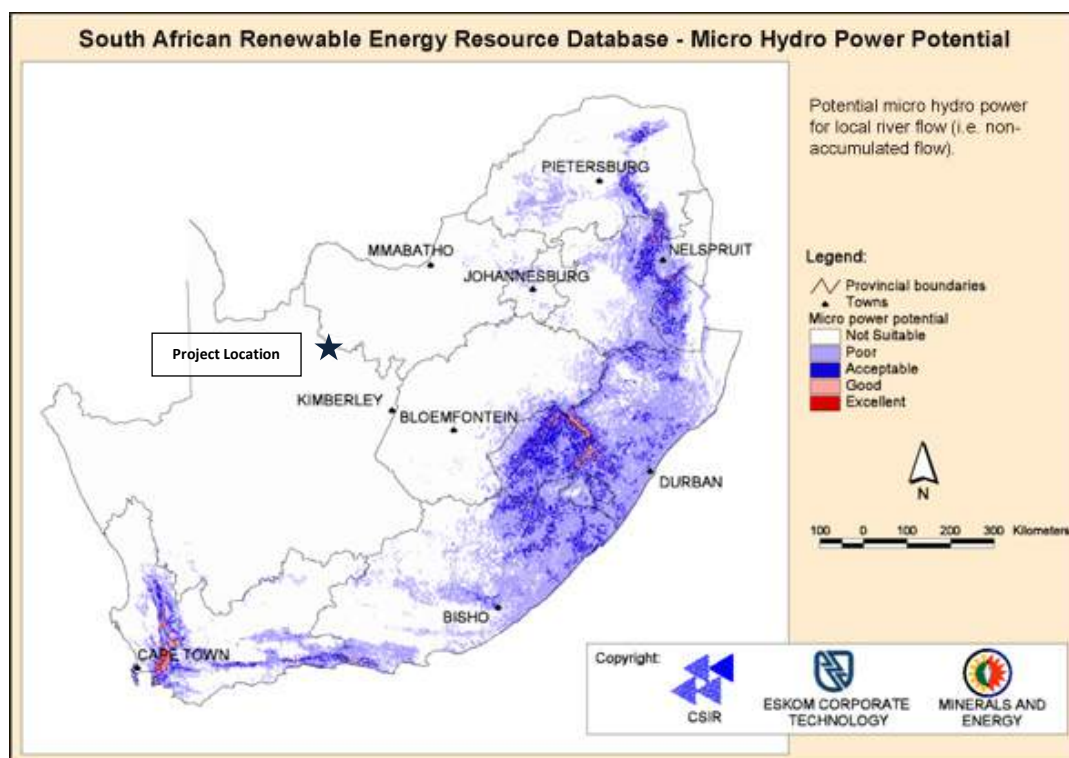 South African Renewable Energy Resource Database - Micro Hydro Power Potential
Potential micro hydro power
for local river flow (i.e. non-
accumulated flow).
PIETERSBURG
MMABATHO
NELSPRUIT
JOHANNESBURG
Project Location
KIMBERLEY
BLOEMFONTEIN
DURBAN
BISHO
CAPE TOWN
Legend:
Provincial boundaries
Towns
Micro power potential
Not Suitable
Poor
Acceptable
Good
Excellent
N
100 0 100 200 300 Kilometers
Copyright:
CSIR
ESKOM CORPORATE
TECHNOLOGY
MINERALS AND
ENERGY